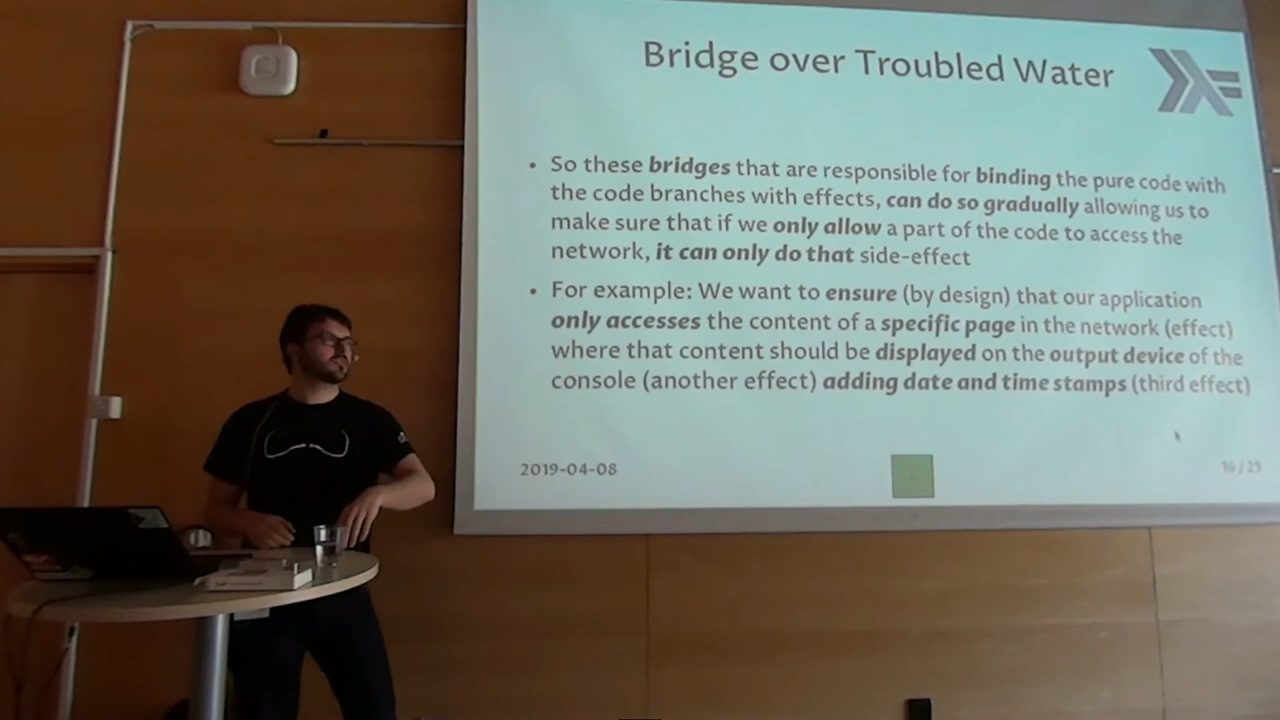 Bridge over Troubled Water
• So these bridges that are responsible for binding the pure code with
the code branches with effects, can do so gradually allowing us to
make sure that if we only allow a part of the code to access the
network, it can only do that side-effect
• For example: We want to ensure (by design) that our application
only accesses the content of a specific page in the network (effect)
where that content should be displayed on the output device of the
console (another effect) adding date and time stamps (third effect)
2019-04-08
16 / 25